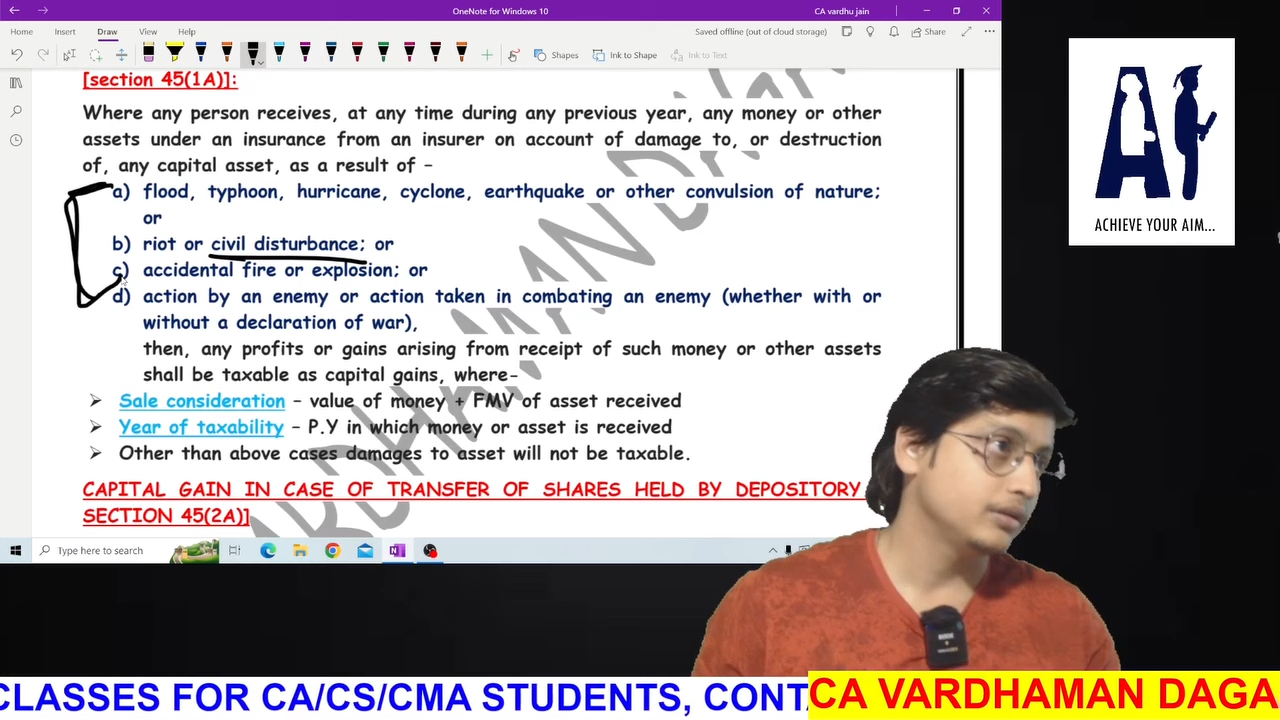 OneNote for Windows 10
CA vardhu jain
Home Insert Draw View Help
Saved offline (out of cloud storage) Share
Shapes Ink to Shape Ink to Text
[section 45(1A)]:
Where any person receives, at any time during any previous year, any money or other
assets under an insurance from an insurer on account of damage to, or destruction
of, any capital asset, as a result of –
a) flood, typhoon, hurricane, cyclone, earthquake or other convulsion of nature;
or
b) riot or civil disturbance; or
c) accidental fire or explosion; or
d) action by an enemy or action taken in combating an enemy (whether with or
without a declaration of war),
then, any profits or gains arising from receipt of such money or other assets
shall be taxable as capital gains, where-
➢ Sale consideration – value of money + FMV of asset received
➢ Year of taxability – P.Y in which money or asset is received
➢ Other than above cases damages to asset will not be taxable.
CAPITAL GAIN IN CASE OF TRANSFER OF SHARES HELD BY DEPOSITORY
SECTION 45(2A)]
Type here to search
ACHIEVE YOUR AIM...
CLASSES FOR CA/CS/CMA STUDENTS, CONT
CA VARDHAMAN DAGA